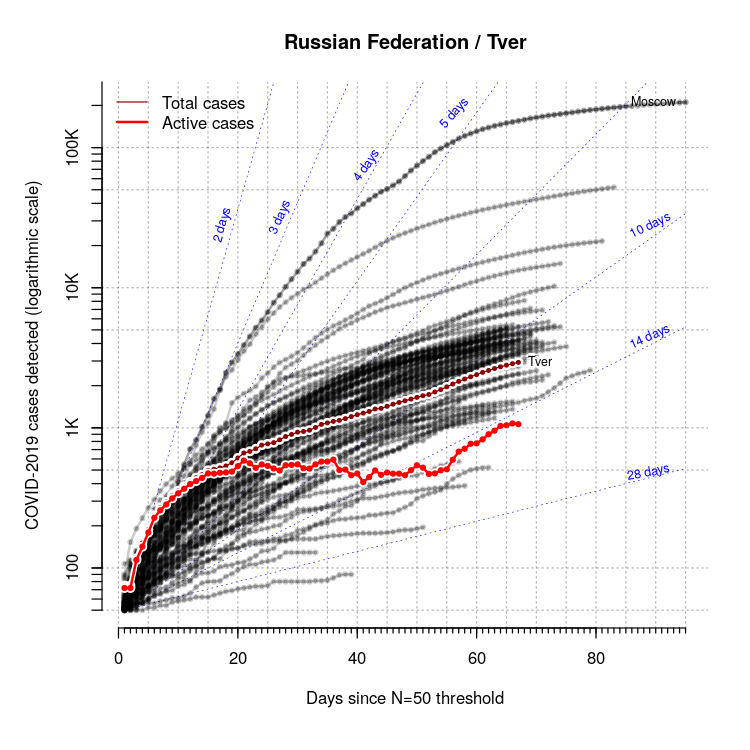 Russian Federation / Tver
Total cases
Active cases
Moscow
2 days
3 days
4 days
5 days
10 days
14 days
28 days
Tver
COVID-2019 cases detected (logarithmic scale)
100K
10K
1K
100
0 20 40 60 80
Days since N=50 threshold